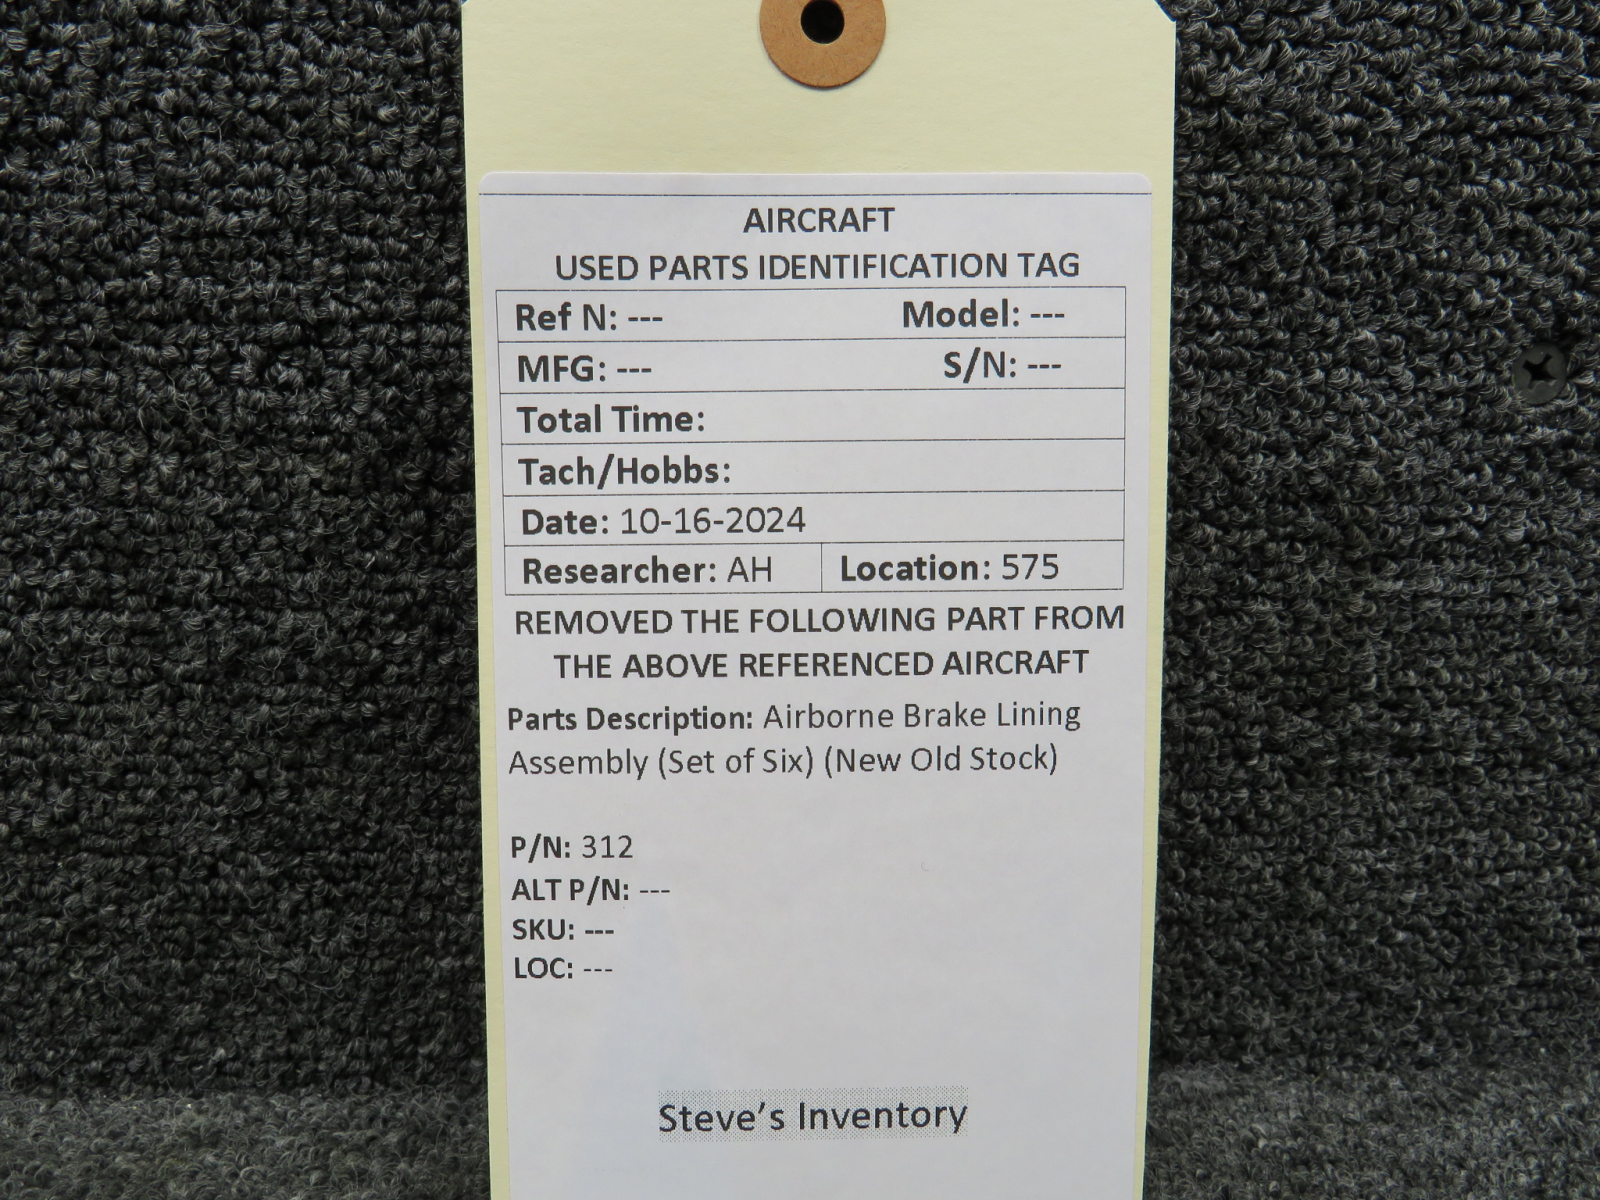 AIRCRAFT
USED PARTS IDENTIFICATION TAG
Ref N: --- Model: ---
MFG: --- S/N: ---
Total Time:
Tach/Hobbs:
Date: 10-16-2024
Researcher: AH Location: 575
REMOVED THE FOLLOWING PART FROM
THE ABOVE REFERENCED AIRCRAFT
Parts Description: Airborne Brake Lining
Assembly (Set of Six) (New Old Stock)
P/N: 312
ALT P/N: ---
SKU: ---
LOC: ---
Steve's Inventory